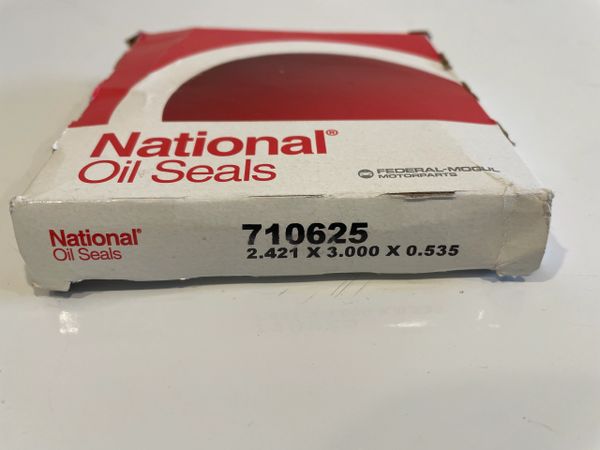 National®
Oil Seals
FEDERAL-MOGUL
MOTORPARTS
National®
Oil Seals
710625
2.421 X 3.000 X 0.535